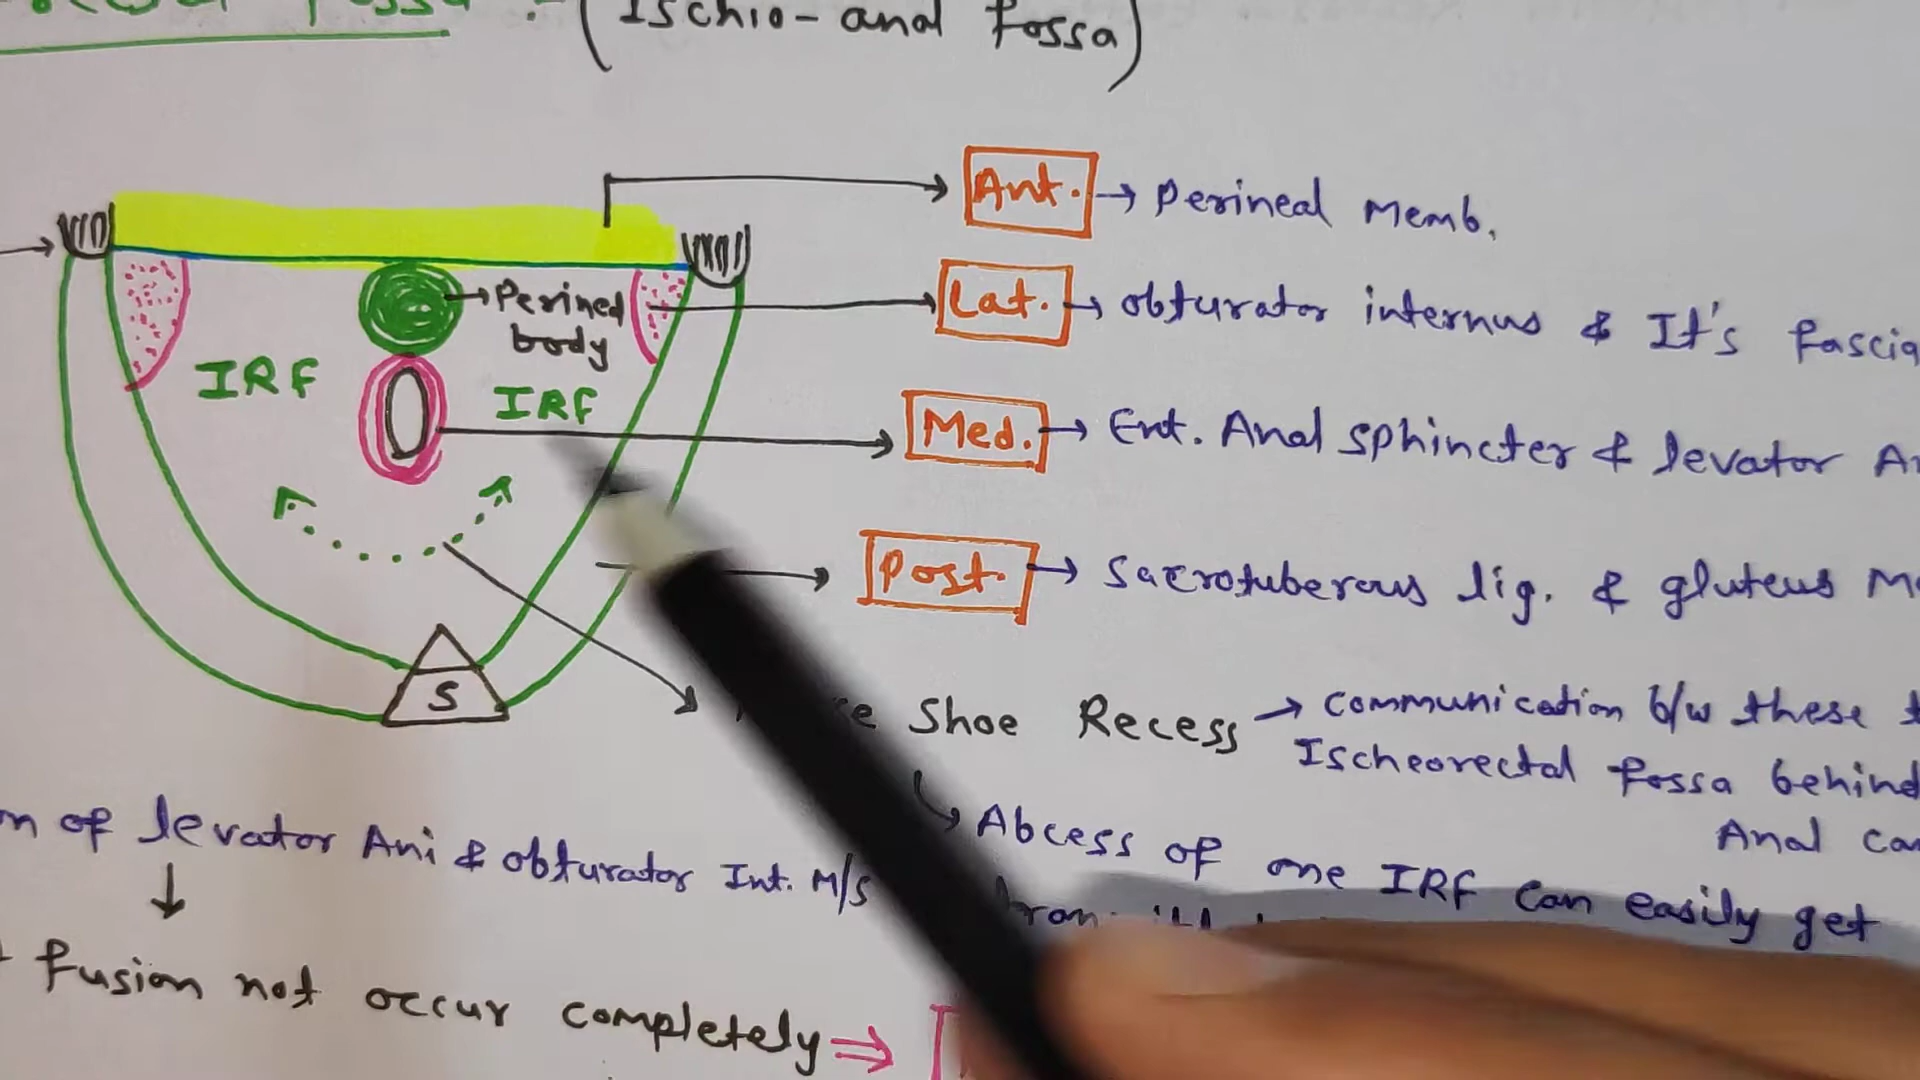 Fossa :- (Ischio-anal fossa)
Ant. → Perineal Memb.
Perineal body
Lat. → obturator internus & It's fascia
IRF
IRF
Med. → Ext. Anal sphincter & levator
Post. → Sacrotuberous lig. & gluteus
S
Shoe Recess → Communication b/w these
Ischeorectal fossa behind
Anal
Abcess of one IRF can easily get
of levator Ani & obturator Int. M/S
fusion not occur completely ⇒